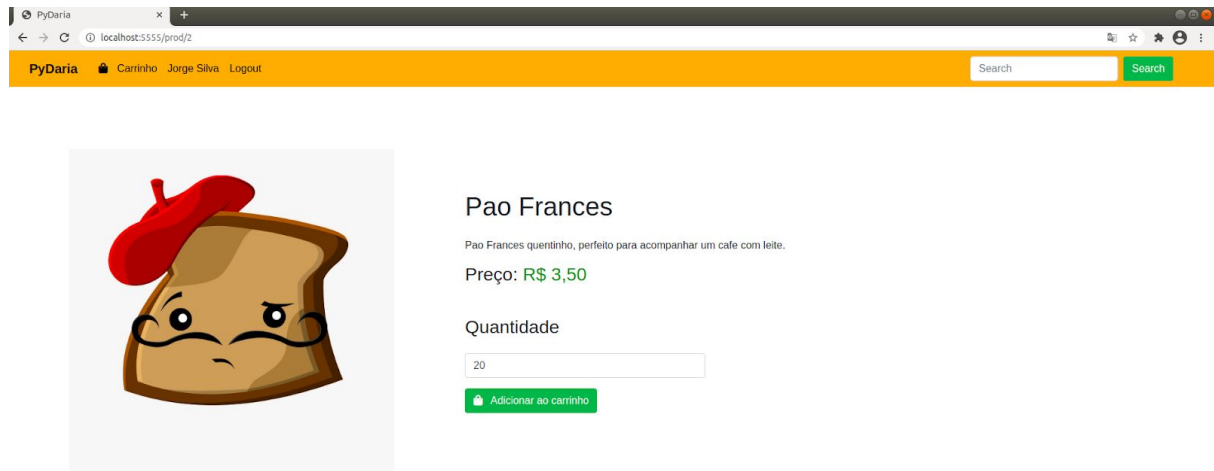 PyDaria
localhost:5555/prod/2
PyDaria Carrinho Jorge Silva Logout Search Search
Pao Frances
Pao Frances quentinho, perfeito para acompanhar um cafe com leite.
Preço: R$ 3,50
Quantidade
20
Adicionar ao carrinho